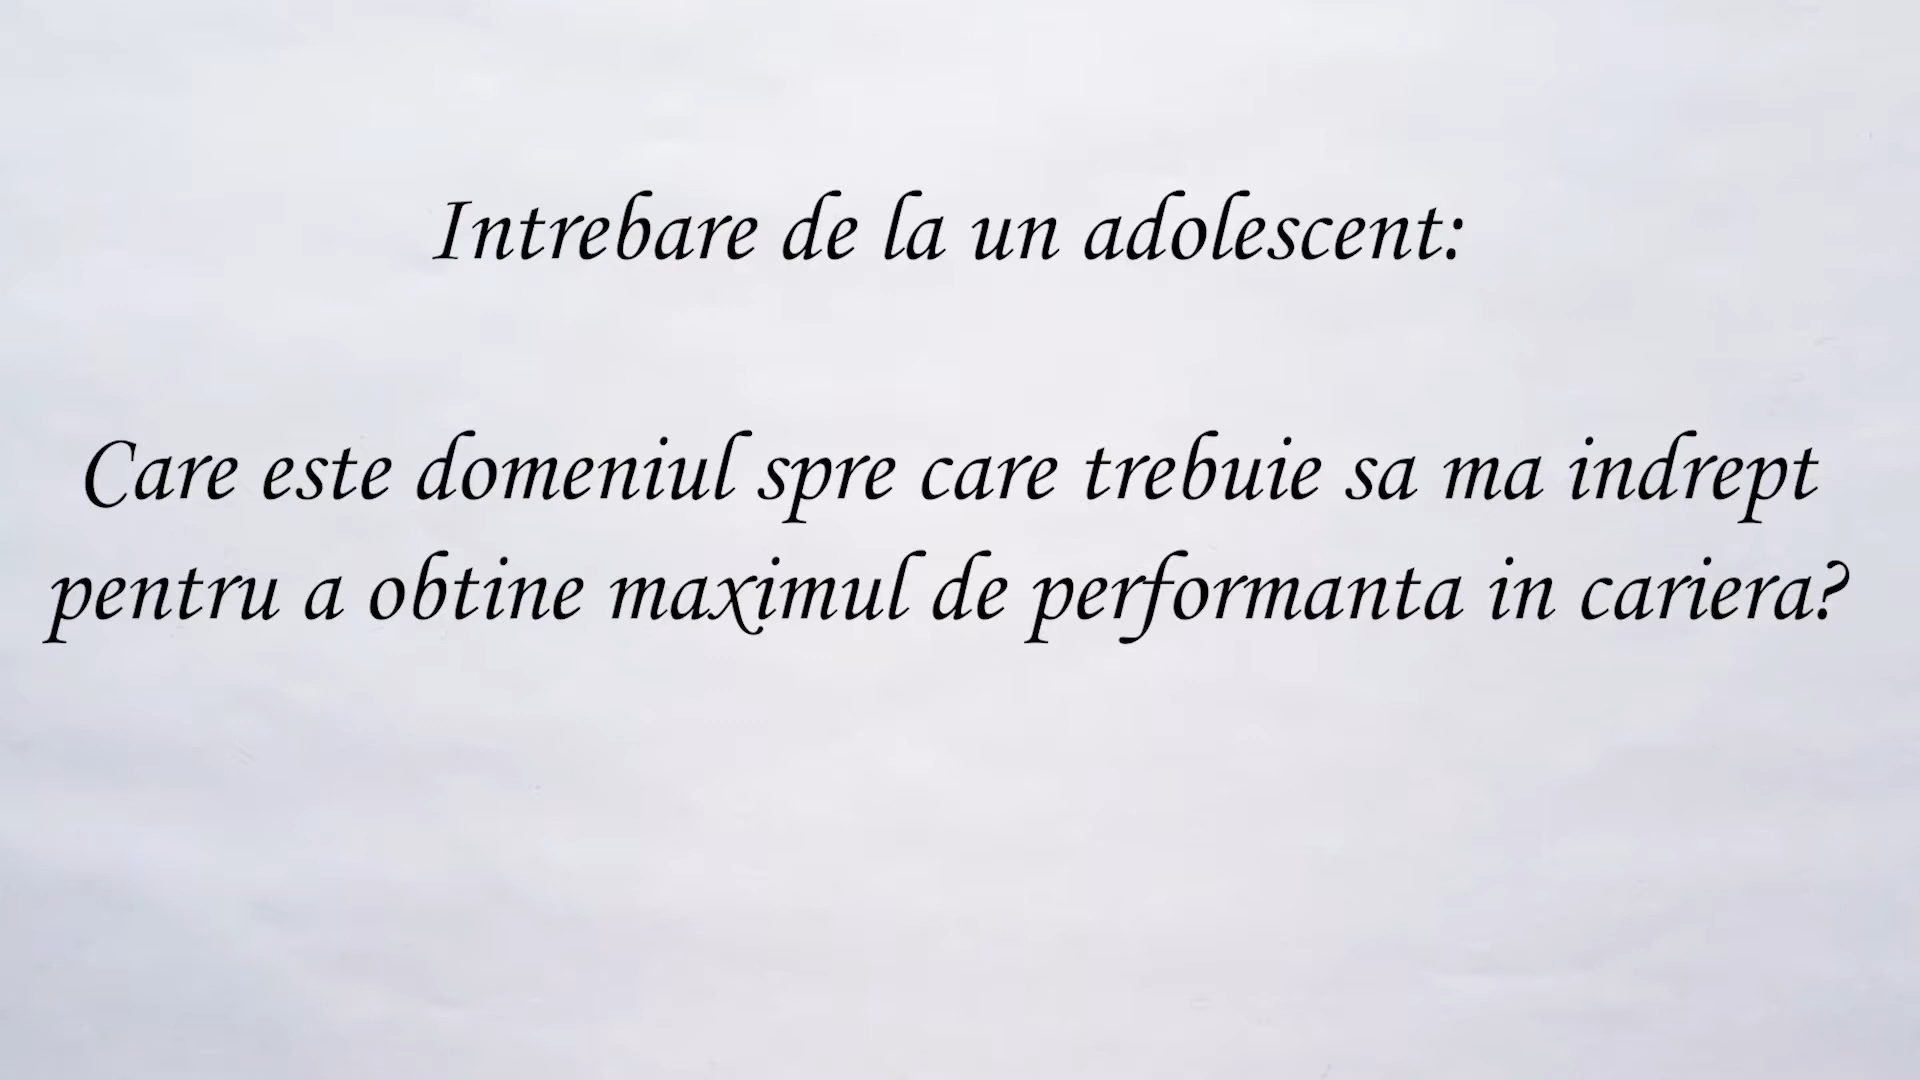 Intrebare de la un adolescent:
Care este domeniul spre care trebuie sa ma indrept
pentru a obtine maximul de performanta in cariera?